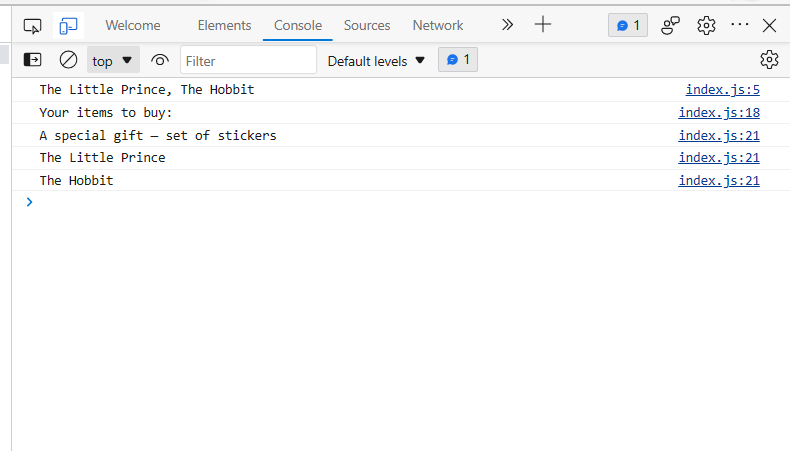 Welcome Elements Console Sources Network 1
top Filter Default levels 1
The Little Prince, The Hobbit index.js:5
Your items to buy: index.js:18
A special gift — set of stickers index.js:21
The Little Prince index.js:21
The Hobbit index.js:21